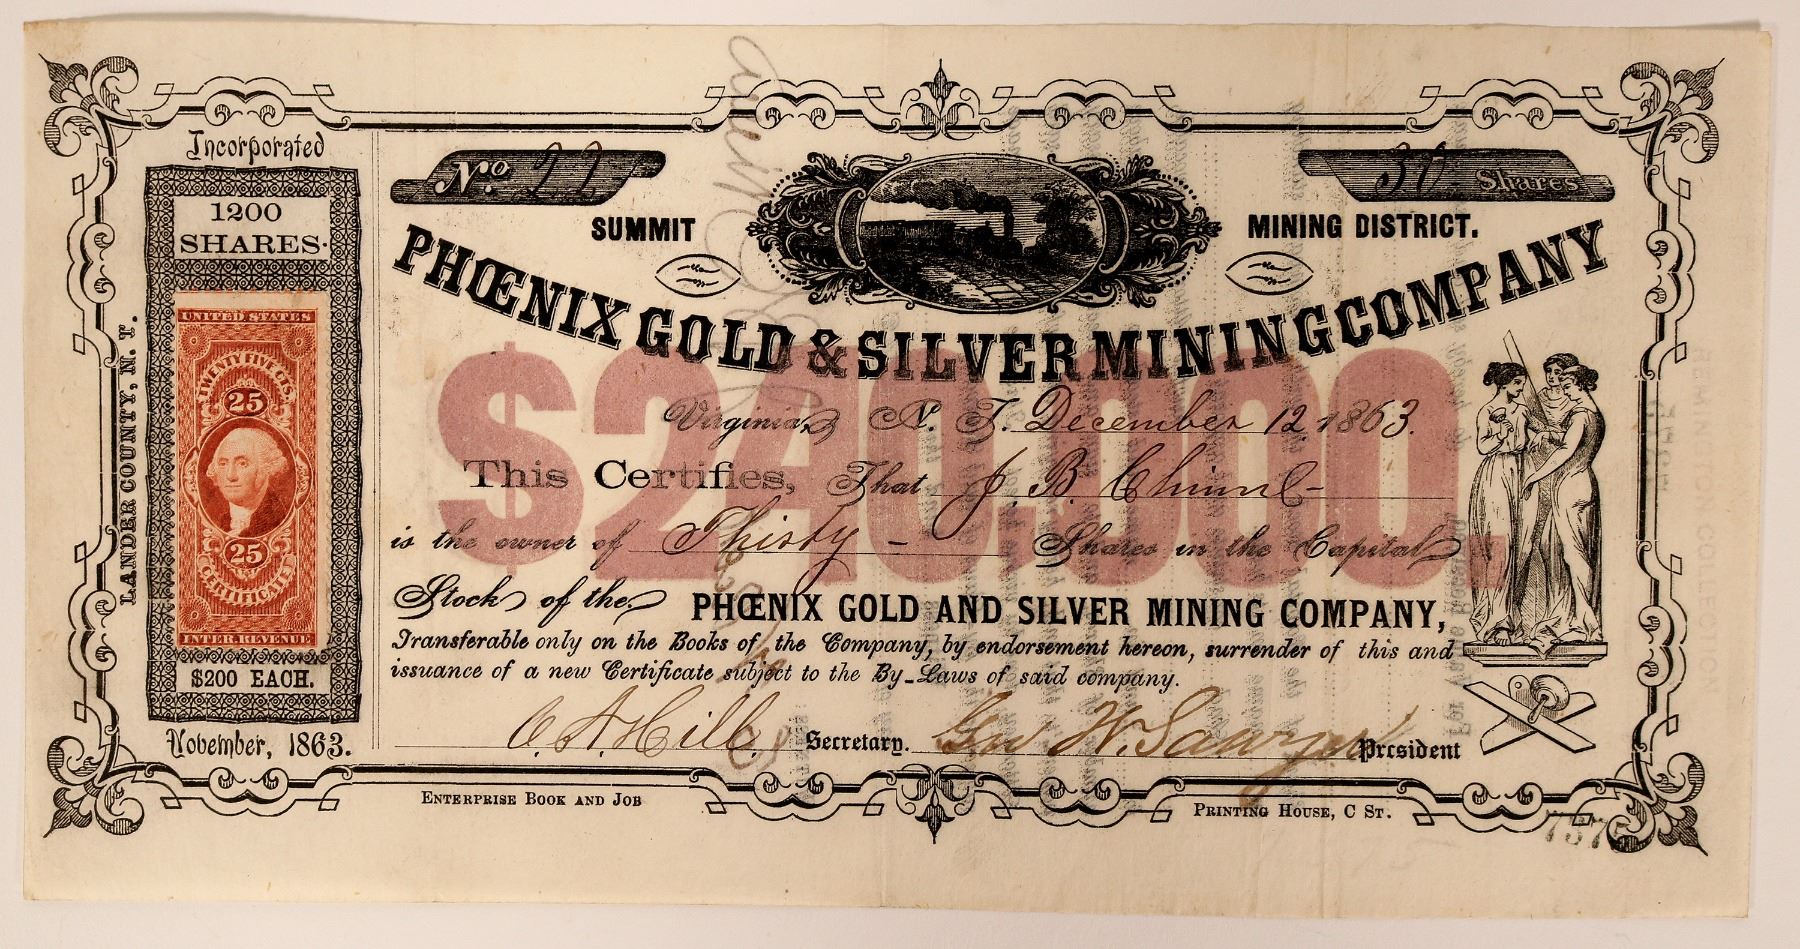 Incorporated
1200
SHARES.
UNITED STATES
TWENTY FIVE CTS.
25
25
CERTIFICATE
INTER. REVENUE
$200 EACH.
November, 1863.
LANDER COUNTY, N. T.
No. 22
30 Shares
SUMMIT MINING DISTRICT.
PHŒNIX GOLD & SILVER MINING COMPANY
$240,000.
Virginia, N. T. December 12 1863.
This Certifies, That J. B. Chinn
is the owner of Thirty - Shares in the Capital
Stock of the PHŒNIX GOLD AND SILVER MINING COMPANY,
Transferable only on the Books of the Company, by endorsement hereon, surrender of this and
issuance of a new Certificate subject to the By-Laws of said company.
C. A. Hill Secretary. Geo W. Sawyer President
ENTERPRISE BOOK AND JOB PRINTING HOUSE, C ST.
7575